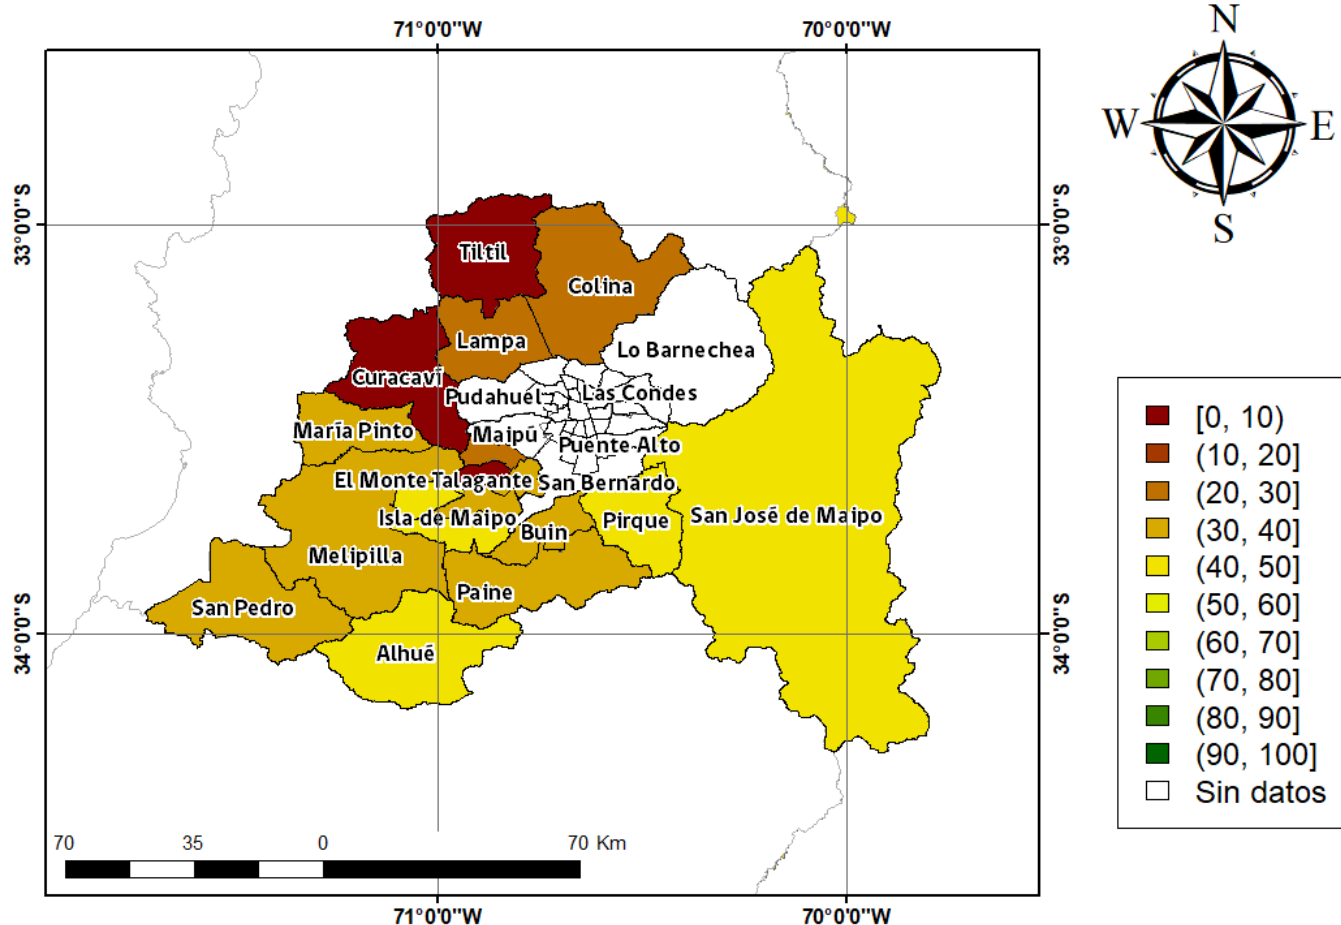 71°0'0"W
70°0'0"W
N
W
E
S
33°0'0"S
33°0'0"S
Tiltil
Colina
Lampa
Lo Barnechea
Curacaví
Pudahuel
Las Condes
María Pinto
Maipú
Puente Alto
El Monte
Talagante
San Bernardo
Isla de Maipo
Buin
Pirque
San José de Maipo
Melipilla
Paine
San Pedro
Alhué
34°0'0"S
34°0'0"S
[0, 10)
(10, 20]
(20, 30]
(30, 40]
(40, 50]
(50, 60]
(60, 70]
(70, 80]
(80, 90]
(90, 100]
Sin datos
70 35 0 70 Km
71°0'0"W
70°0'0"W